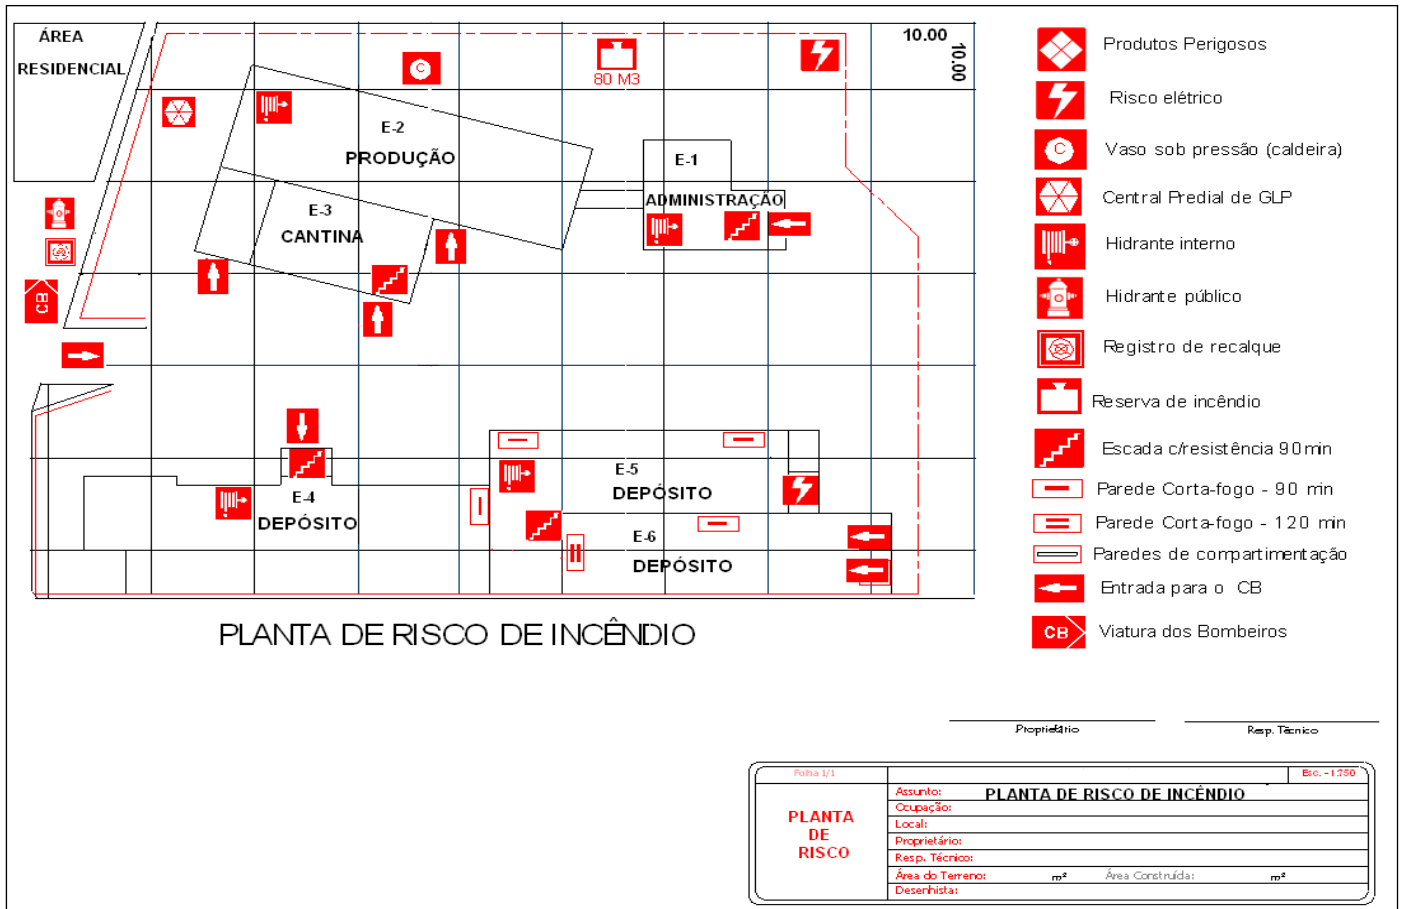 ÁREA
RESIDENCIAL
10.00
10.00
C
80 M3
E-2
PRODUÇÃO
E-1
ADMINISTRAÇÃO
E-3
CANTINA
CB
E-4
DEPÓSITO
E-5
DEPÓSITO
E-6
DEPÓSITO
PLANTA DE RISCO DE INCÊNDIO
Produtos Perigosos
Risco elétrico
C
Vaso sob pressão (caldeira)
Central Predial de GLP
Hidrante interno
Hidrante público
Registro de recalque
Reserva de incêndio
Escada c/resistência 90min
Parede Corta-fogo - 90 min
Parede Corta-fogo - 120 min
Paredes de compartimentação
Entrada para o CB
CB
Viatura dos Bombeiros
Proprietário
Resp. Técnico
Folha 1/1
Esc. - 1:750
PLANTA
DE
RISCO
Assunto: PLANTA DE RISCO DE INCÊNDIO
Ocupação:
Local:
Proprietário:
Resp. Técnico:
Área do Terreno: m² Área Construída: m²
Desenhista: